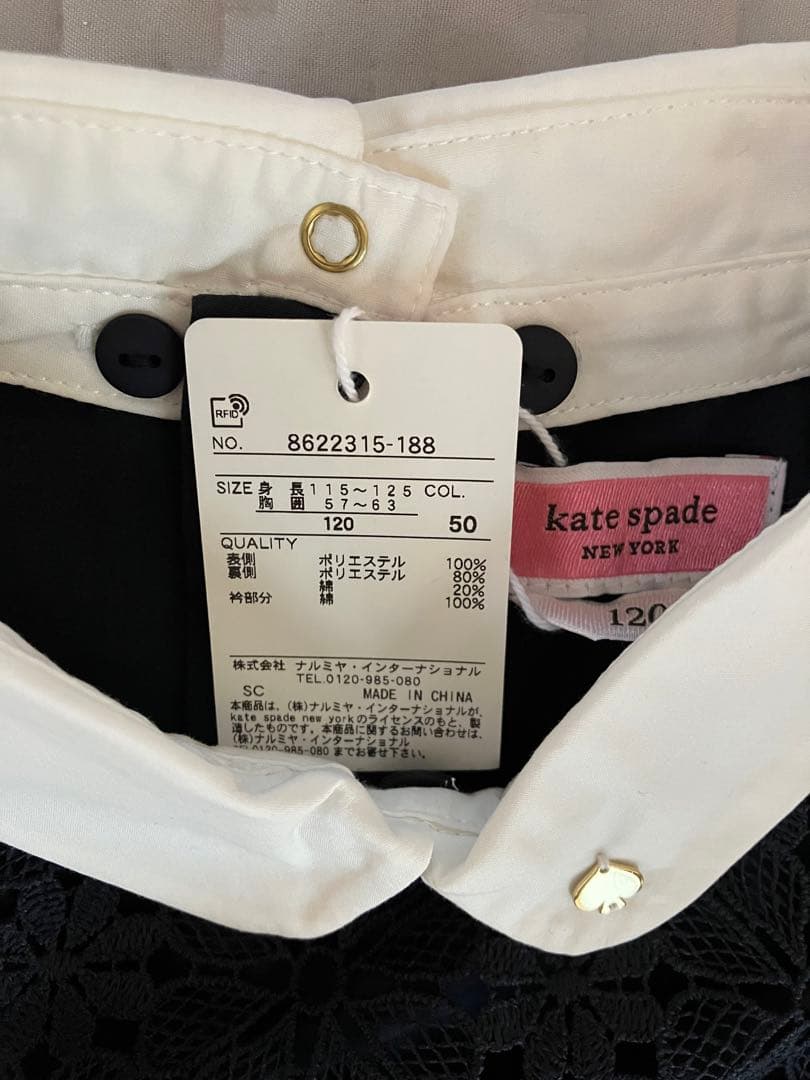 RFID
NO. 8622315-188
SIZE 身 長 115～125 COL.
胸 囲 57～63
120 50
QUALITY
表側 ポリエステル 100%
裏側 ポリエステル 80%
綿 20%
衿部分 綿 100%
株式会社 ナルミヤ・インターナショナル
TEL.0120-985-080
SC MADE IN CHINA
本商品は、(株)ナルミヤ・インターナショナルが、
kate spade new yorkのライセンスのもと、製
造したものです。本商品に関するお問い合わせは、
(株)ナルミヤ・インターナショナル
TEL0120-985-080 までお寄せ下さい。
kate spade
NEW YORK
120